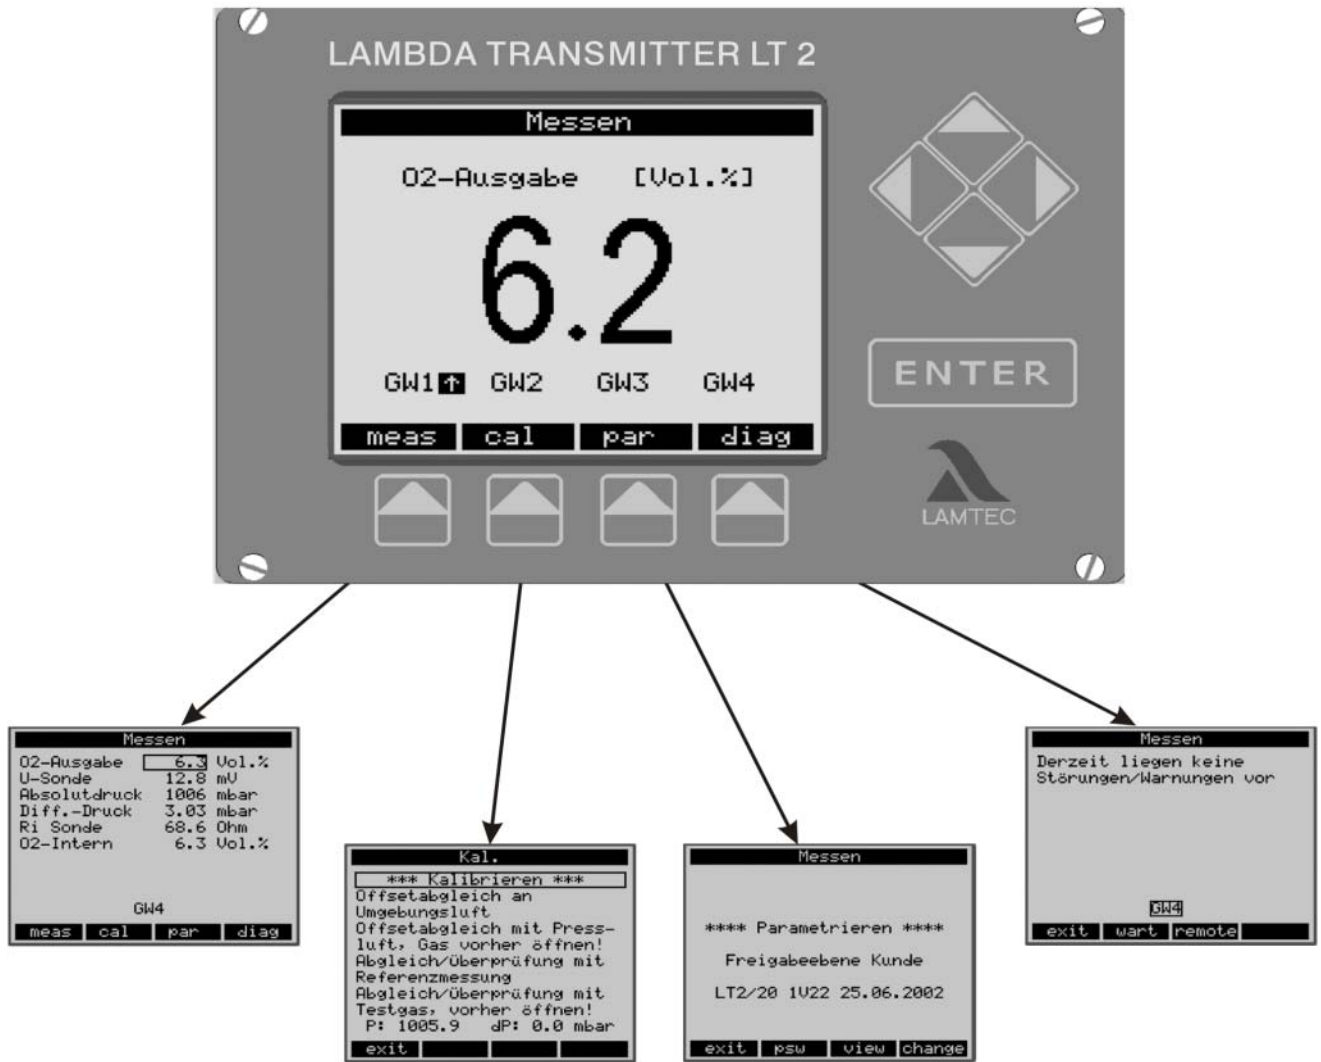 LAMBDA TRANSMITTER LT 2
Messen
O2-Ausgabe [Vol.%]
6.2
GW1↑ GW2 GW3 GW4
meas cal par diag
ENTER
LAMTEC
Messen
O2-Ausgabe 6.3 Vol.%
U-Sonde 12.8 mV
Absolutdruck 1006 mbar
Diff.-Druck 3.03 mbar
Ri Sonde 68.6 Ohm
O2-Intern 6.3 Vol.%
GW4
meas cal par diag
Kal.
*** Kalibrieren ***
Offsetabgleich an
Umgebungsluft
Offsetabgleich mit Press-
luft, Gas vorher öffnen!
Abgleich/Überprüfung mit
Referenzmessung
Abgleich/Überprüfung mit
Testgas, vorher öffnen!
P: 1005.9 dP: 0.0 mbar
exit
Messen
**** Parametrieren ****
Freigabeebene Kunde
LT2/20 1V22 25.06.2002
exit psw view change
Messen
Derzeit liegen keine
Störungen/Warnungen vor
GW4
exit wart remote